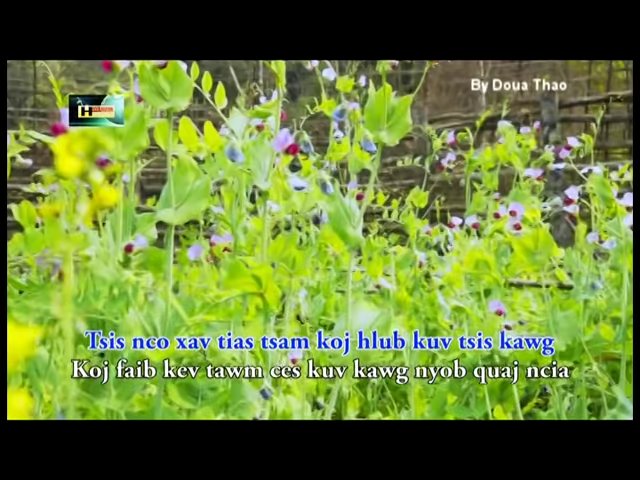 By Doua Thao
Tsis nco xav tias tsam koj hlub kuv tsis kawg
Koj faib kev tawm ces kuv kawg nyob quaj ncia